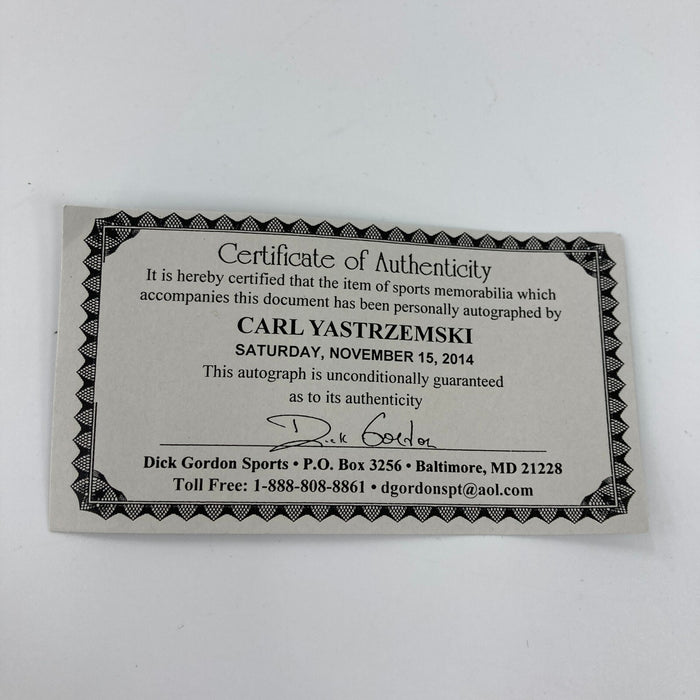 Certificate of Authenticity
It is hereby certified that the item of sports memorabilia which
accompanies this document has been personally autographed by
CARL YASTRZEMSKI
SATURDAY, NOVEMBER 15, 2014
This autograph is unconditionally guaranteed
as to its authenticity
Dick Gordon
Dick Gordon Sports • P.O. Box 3256 • Baltimore, MD 21228
Toll Free: 1-888-808-8861 • dgordonspt@aol.com